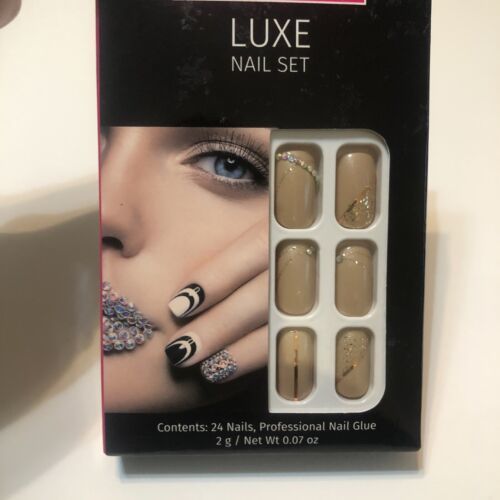 LUXE
NAIL SET
Contents: 24 Nails, Professional Nail Glue
2 g / Net Wt 0.07 oz